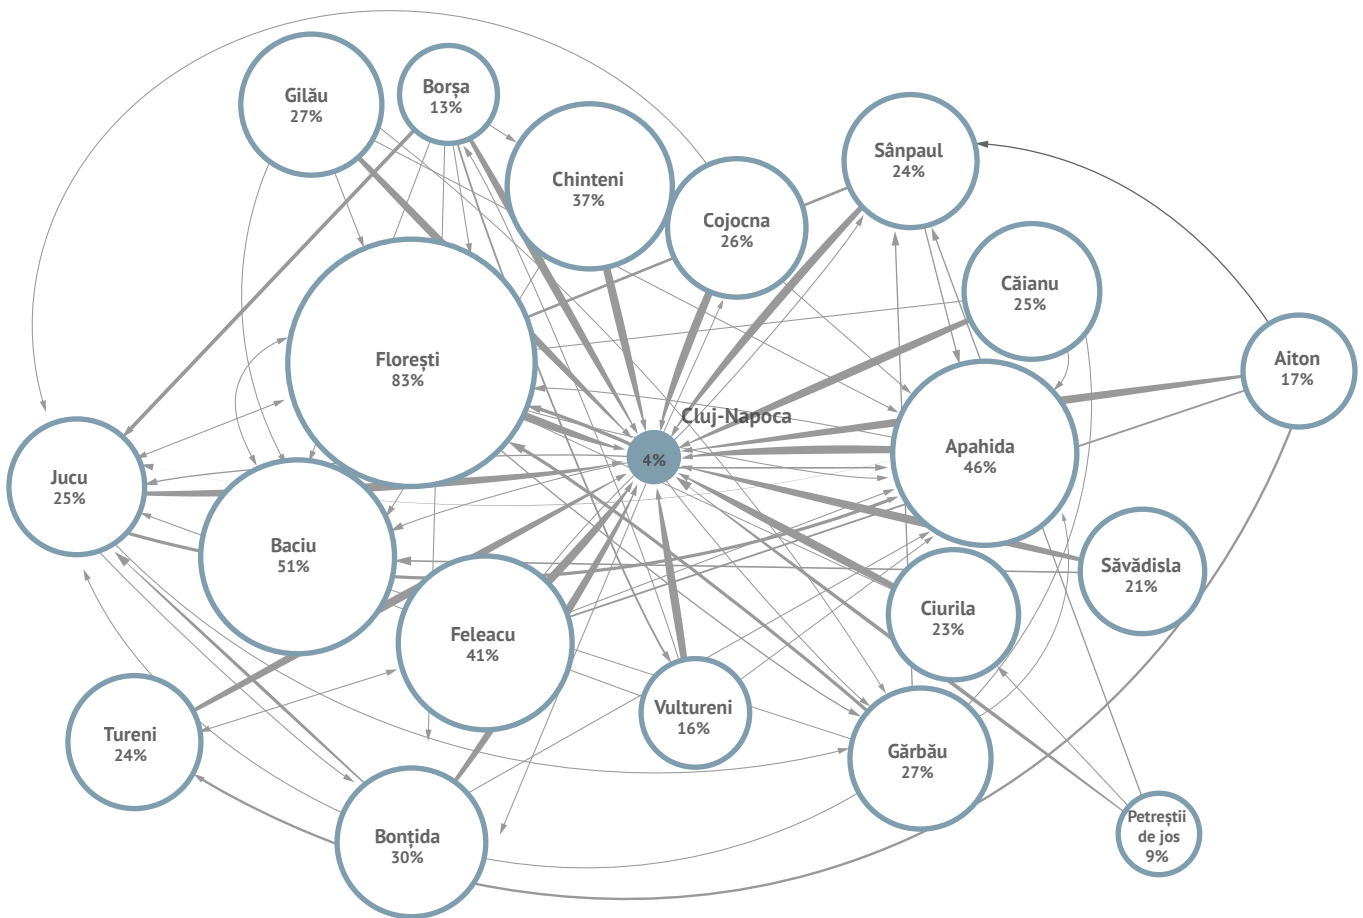 Gilău
27%
Borșa
13%
Chinteni
37%
Cojocna
26%
Sânpaul
24%
Căianu
25%
Aiton
17%
Florești
83%
Cluj-Napoca
4%
Apahida
46%
Jucu
25%
Baciu
51%
Săvădisla
21%
Ciurila
23%
Feleacu
41%
Vultureni
16%
Tureni
24%
Gărbău
27%
Bonțida
30%
Petreștii
de jos
9%